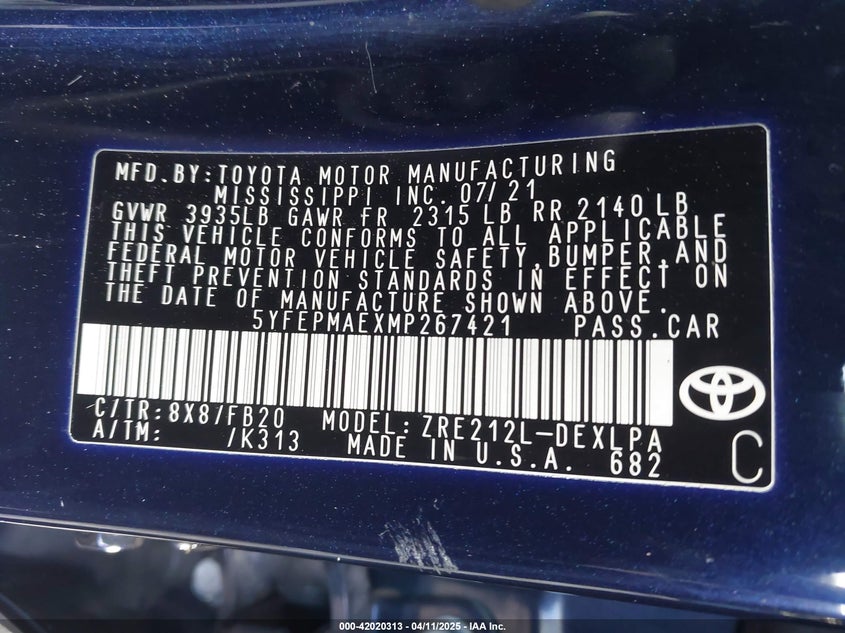 MFD.BY:TOYOTA MOTOR MANUFACTURING
MISSISSIPPI INC. 07/21
GVWR 3935LB GAWR FR 2315 LB RR 2140 LB
THIS VEHICLE CONFORMS TO ALL APPLICABLE
FEDERAL MOTOR VEHICLE SAFETY,BUMPER,AND
THEFT PREVENTION STANDARDS IN EFFECT ON
THE DATE OF MANUFACTURE SHOWN ABOVE.
5YFEPMAEXMP267421 PASS.CAR
C/TR:8X8/FB20 MODEL:ZRE212L-DEXLPA
A/TM: /K313 MADE IN U.S.A. 682 C
000-42020313 - 04/11/2025 - IAA Inc.